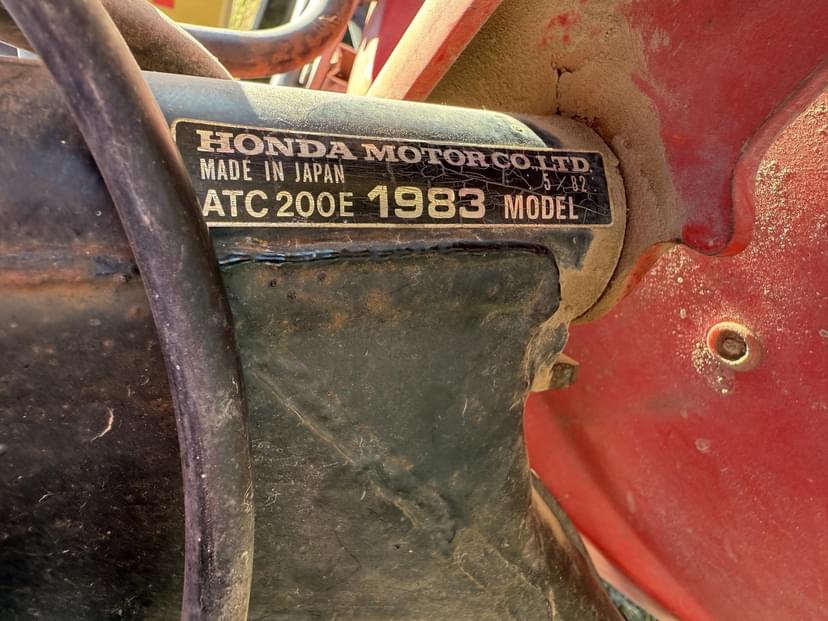 HONDA MOTOR CO., LTD.
MADE IN JAPAN 5/82
ATC 200E 1983 MODEL